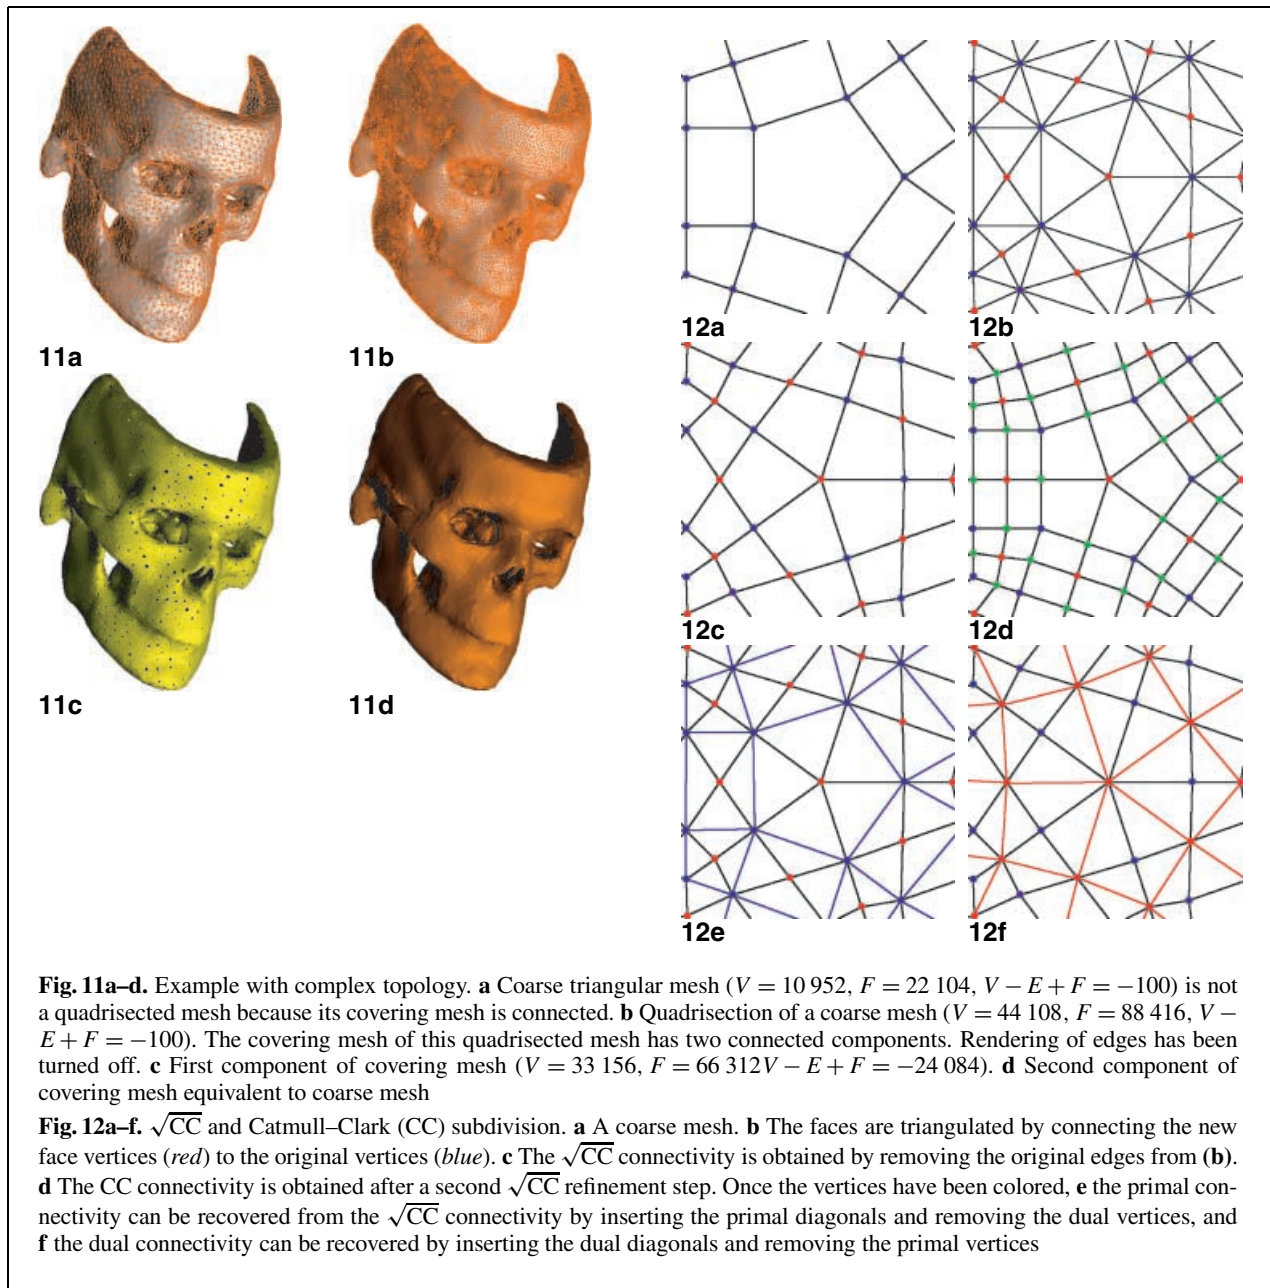 11a
11b
12a
12b
11c
11d
12c
12d
12e
12f
Fig. 11a–d. Example with complex topology. a Coarse triangular mesh (V = 10 952, F = 22 104, V − E + F = −100) is not
a quadrisected mesh because its covering mesh is connected. b Quadrisection of a coarse mesh (V = 44 108, F = 88 416, V −
E + F = −100). The covering mesh of this quadrisected mesh has two connected components. Rendering of edges has been
turned off. c First component of covering mesh (V = 33 156, F = 66 312V − E + F = −24 084). d Second component of
covering mesh equivalent to coarse mesh
Fig. 12a–f. √CC and Catmull–Clark (CC) subdivision. a A coarse mesh. b The faces are triangulated by connecting the new
face vertices (red) to the original vertices (blue). c The √CC connectivity is obtained by removing the original edges from (b).
d The CC connectivity is obtained after a second √CC refinement step. Once the vertices have been colored, e the primal con-
nectivity can be recovered from the √CC connectivity by inserting the primal diagonals and removing the dual vertices, and
f the dual connectivity can be recovered by inserting the dual diagonals and removing the primal vertices